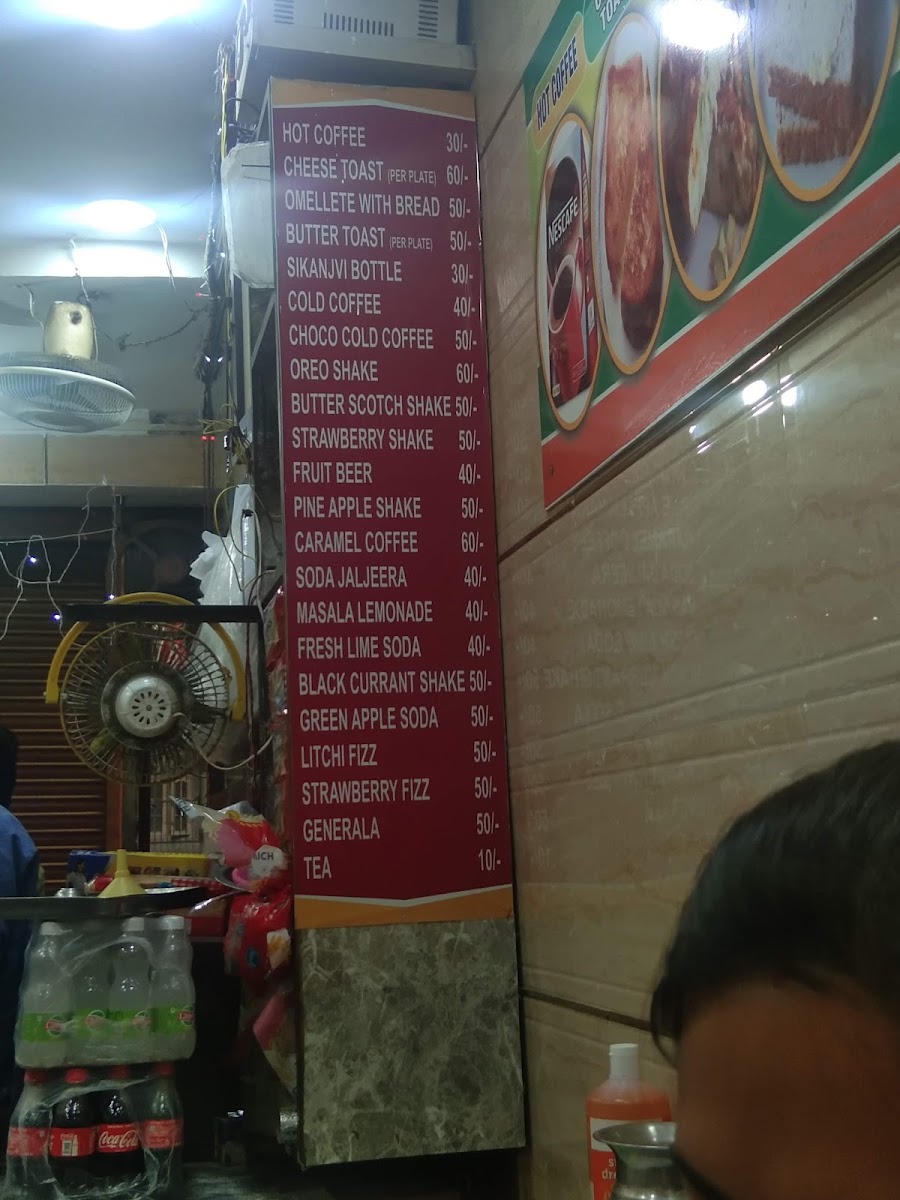 HOT COFFEE 30/-
CHEESE TOAST (PER PLATE) 60/-
OMELLETE WITH BREAD 50/-
BUTTER TOAST (PER PLATE) 50/-
SIKANJVI BOTTLE 30/-
COLD COFFEE 40/-
CHOCO COLD COFFEE 50/-
OREO SHAKE 60/-
BUTTER SCOTCH SHAKE 50/-
STRAWBERRY SHAKE 50/-
FRUIT BEER 40/-
PINE APPLE SHAKE 50/-
CARAMEL COFFEE 60/-
SODA JALJEERA 40/-
MASALA LEMONADE 40/-
FRESH LIME SODA 40/-
BLACK CURRANT SHAKE 50/-
GREEN APPLE SODA 50/-
LITCHI FIZZ 50/-
STRAWBERRY FIZZ 50/-
GENERALA 50/-
TEA 10/-
HOT COFFEE
NESCAFÉ
Coca-Cola